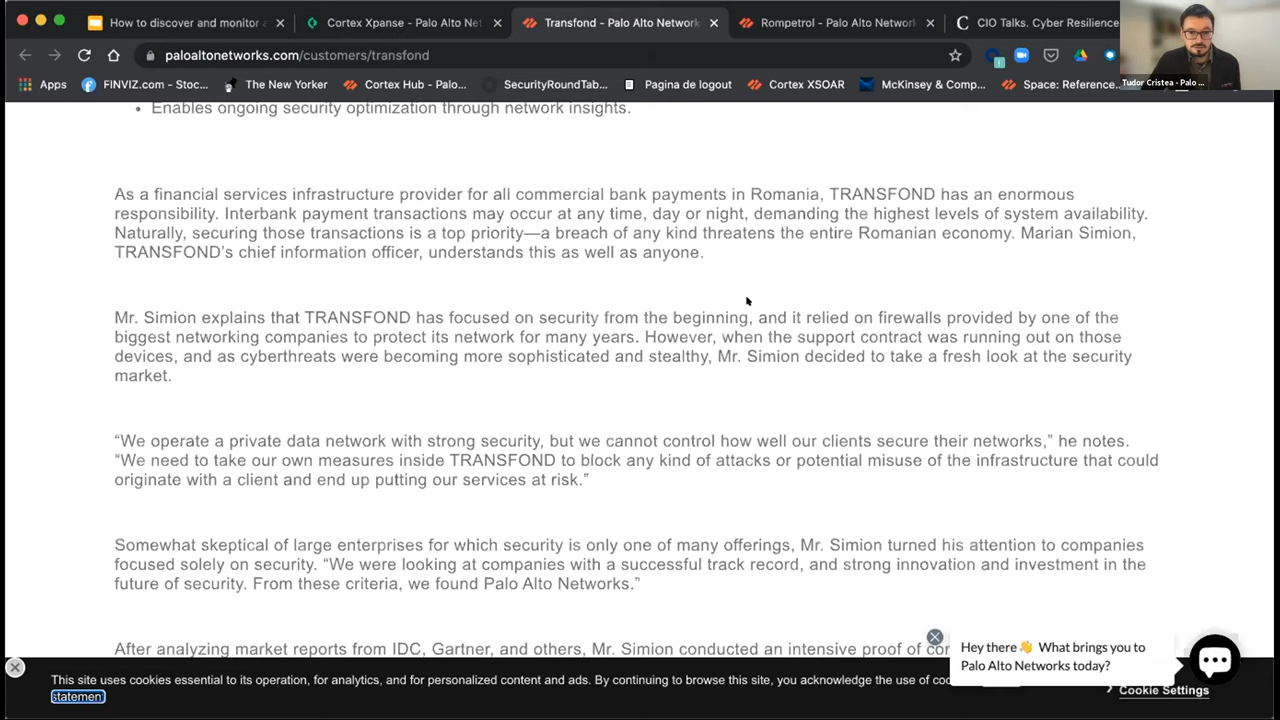 How to discover and monitor
Cortex Xpanse - Palo Alto Net
Transfond - Palo Alto Network
Rompetrol - Palo Alto Network
CIO Talks. Cyber Resilience
paloaltonetworks.com/customers/transfond
Apps
FINVIZ.com - Stoc...
The New Yorker
Cortex Hub - Palo...
SecurityRoundTab...
Pagina de logout
Cortex XSOAR
McKinsey & Comp...
Space: Reference...
Tudor Cristea - Palo ...
• Enables ongoing security optimization through network insights.
As a financial services infrastructure provider for all commercial bank payments in Romania, TRANSFOND has an enormous
responsibility. Interbank payment transactions may occur at any time, day or night, demanding the highest levels of system availability.
Naturally, securing those transactions is a top priority—a breach of any kind threatens the entire Romanian economy. Marian Simion,
TRANSFOND’s chief information officer, understands this as well as anyone.
Mr. Simion explains that TRANSFOND has focused on security from the beginning, and it relied on firewalls provided by one of the
biggest networking companies to protect its network for many years. However, when the support contract was running out on those
devices, and as cyberthreats were becoming more sophisticated and stealthy, Mr. Simion decided to take a fresh look at the security
market.
“We operate a private data network with strong security, but we cannot control how well our clients secure their networks,” he notes.
“We need to take our own measures inside TRANSFOND to block any kind of attacks or potential misuse of the infrastructure that could
originate with a client and end up putting our services at risk.”
Somewhat skeptical of large enterprises for which security is only one of many offerings, Mr. Simion turned his attention to companies
focused solely on security. “We were looking at companies with a successful track record, and strong innovation and investment in the
future of security. From these criteria, we found Palo Alto Networks.”
After analyzing market reports from IDC, Gartner, and others, Mr. Simion conducted an intensive proof of con
Hey there 👋 What brings you to
Palo Alto Networks today?
This site uses cookies essential to its operation, for analytics, and for personalized content and ads. By continuing to browse this site, you acknowledge the use of coo
statement
Cookie Settings